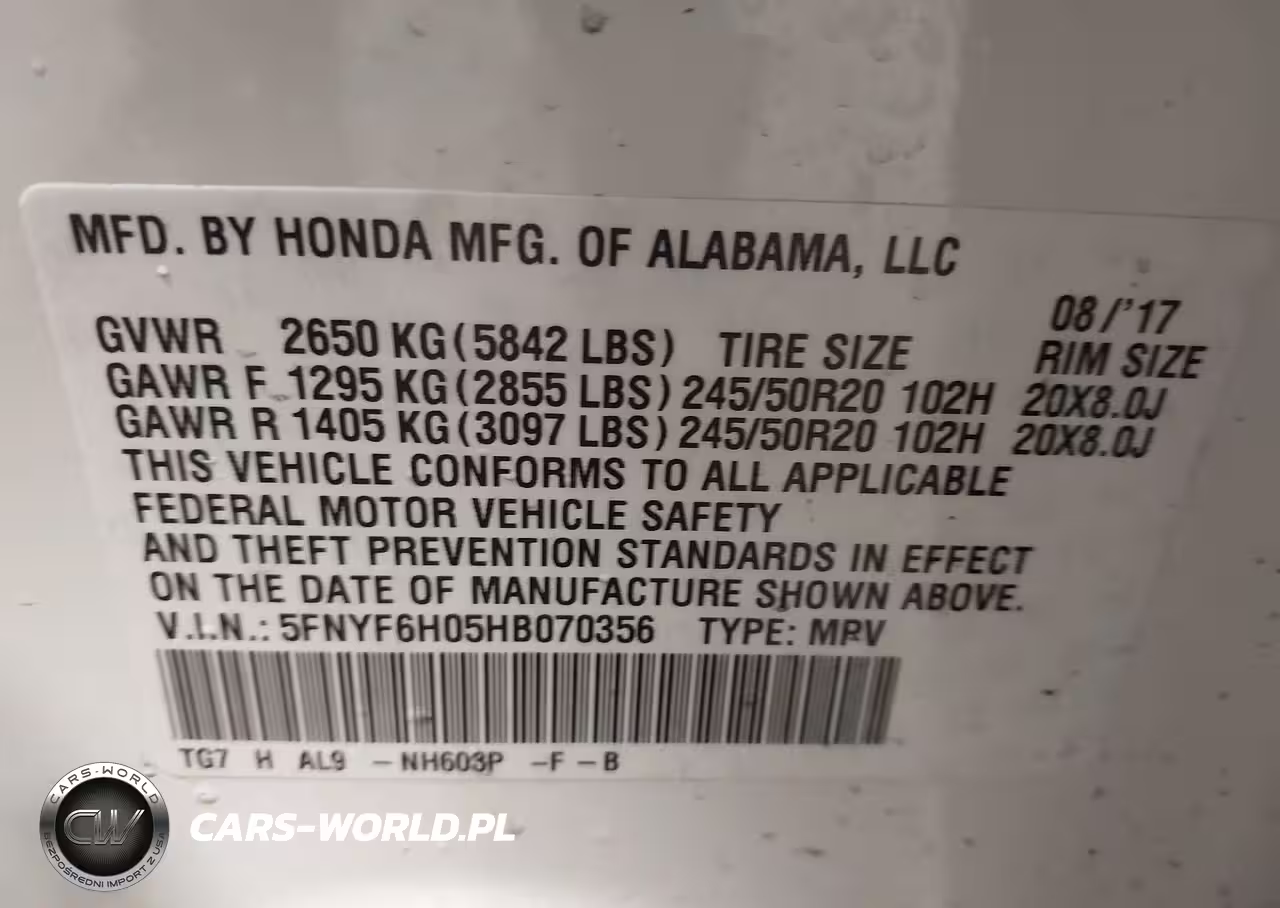 MFD. BY HONDA MFG. OF ALABAMA, LLC
08/'17
GVWR 2650 KG(5842 LBS) TIRE SIZE RIM SIZE
GAWR F 1295 KG(2855 LBS) 245/50R20 102H 20X8.0J
GAWR R 1405 KG(3097 LBS) 245/50R20 102H 20X8.0J
THIS VEHICLE CONFORMS TO ALL APPLICABLE
FEDERAL MOTOR VEHICLE SAFETY
AND THEFT PREVENTION STANDARDS IN EFFECT
ON THE DATE OF MANUFACTURE SHOWN ABOVE.
V.I.N.: 5FNYF6H05HB070356 TYPE: MPV
TG7 H AL9 -NH603P -F -B
CARS-WORLD
CW
BEZPOŚREDNI IMPORT Z USA
CARS-WORLD.PL